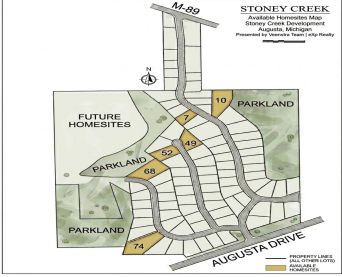 STONEY CREEK
Available Homesites Map
Stoney Creek Development
Augusta, Michigan
Presented by Veenstra Team | eXp Realty
M-89
N
FUTURE
HOMESITES
10
PARKLAND
7
49
52
PARKLAND
68
PARKLAND
74
AUGUSTA DRIVE
PROPERTY LINES
(ALL OTHER LOTS)
AVAILABLE
HOMESITES